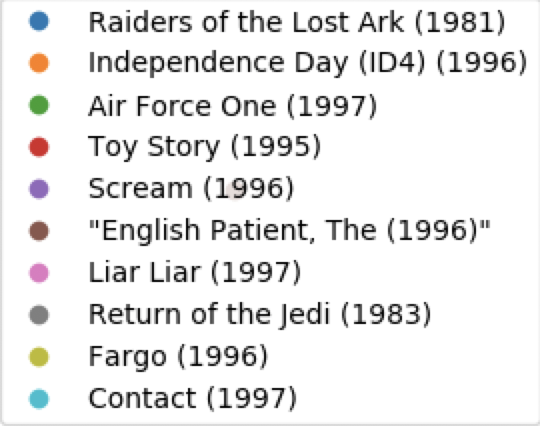 Raiders of the Lost Ark (1981)
Independence Day (ID4) (1996)
Air Force One (1997)
Toy Story (1995)
Scream (1996)
"English Patient, The (1996)"
Liar Liar (1997)
Return of the Jedi (1983)
Fargo (1996)
Contact (1997)